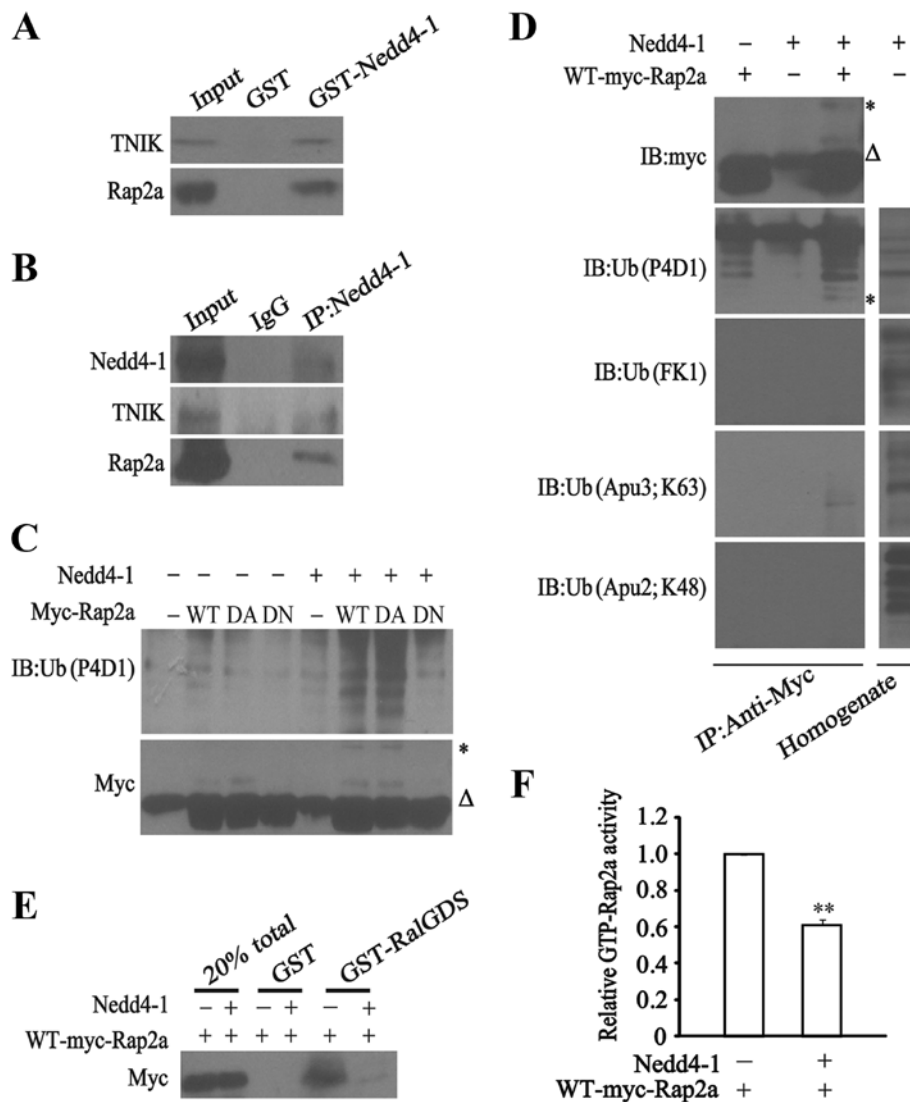 A
Input GST GST-Nedd4-1
TNIK
Rap2a
B
Input IgG IP:Nedd4-1
Nedd4-1
TNIK
Rap2a
C
Nedd4-1 – – – – + + + +
Myc-Rap2a – WT DA DN – WT DA DN
IB:Ub (P4D1)
Myc
*
Δ
D
Nedd4-1 – + + +
WT-myc-Rap2a + – + –
IB:myc
*
Δ
IB:Ub (P4D1)
*
IB:Ub (FK1)
IB:Ub (Apu3; K63)
IB:Ub (Apu2; K48)
IP:Anti-Myc Homogenate
E
20% total GST GST-RalGDS
Nedd4-1 – + – + – +
WT-myc-Rap2a + + + + + +
Myc
F
Relative GTP-Rap2a activity
1.2
1.0
0.8
0.6
0.4
0.2
0
**
Nedd4-1 – +
WT-myc-Rap2a + +